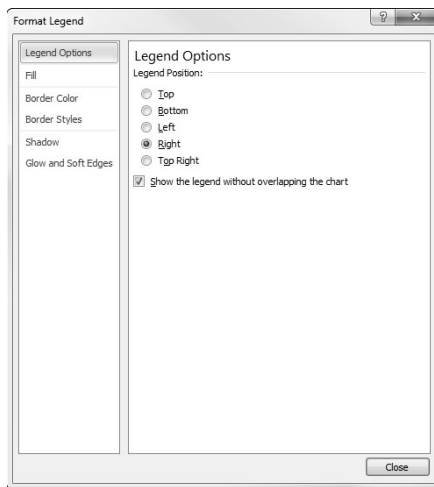 Format Legend
Legend Options
Fill
Border Color
Border Styles
Shadow
Glow and Soft Edges
Legend Options
Legend Position:
Top
Bottom
Left
Right
Top Right
Show the legend without overlapping the chart
Close